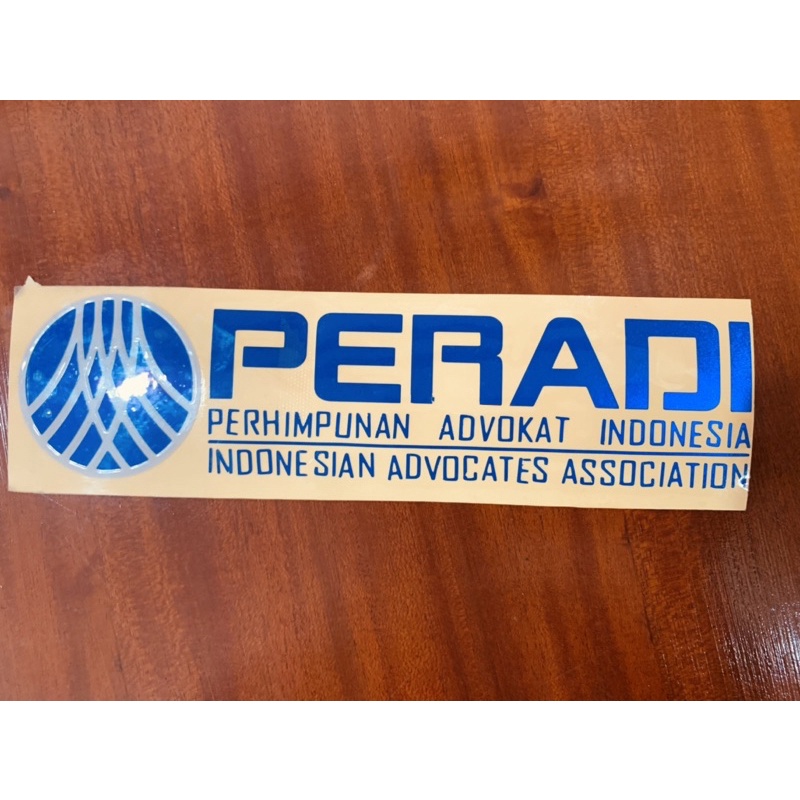 PERADI
PERHIMPUNAN ADVOKAT INDONESIA
INDONESIAN ADVOCATES ASSOCIATION